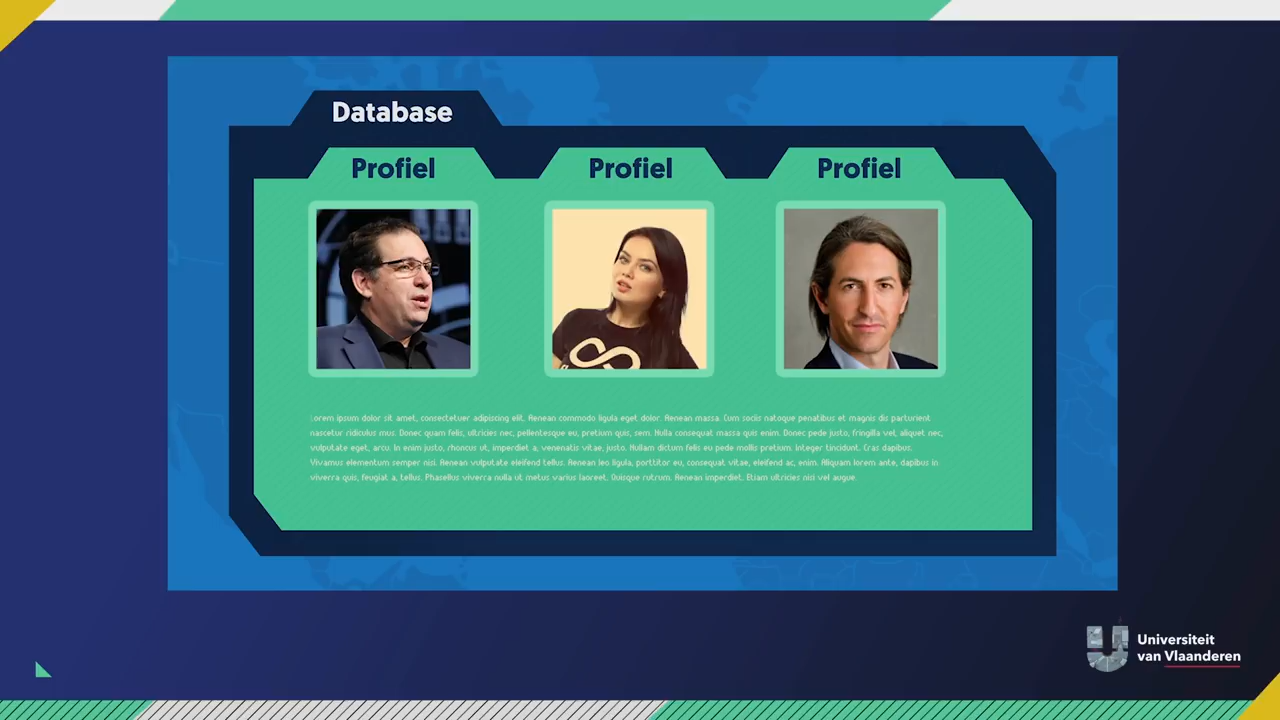 Database
Profiel Profiel Profiel
Lorem ipsum dolor sit amet, consectetuer adipiscing elit. Aenean commodo ligula eget dolor. Aenean massa. Cum sociis natoque penatibus et magnis dis parturient
nascetur ridiculus mus. Donec quam felis, ultricies nec, pellentesque eu, pretium quis, sem. Nulla consequat massa quis enim. Donec pede justo, fringilla vel, aliquet nec,
vulputate eget, arcu. In enim justo, rhoncus ut, imperdiet a, venenatis vitae, justo. Nullam dictum felis eu pede mollis pretium. Integer tincidunt. Cras dapibus.
Vivamus elementum semper nisi. Aenean vulputate eleifend tellus. Aenean leo ligula, porttitor eu, consequat vitae, eleifend ac, enim. Aliquam lorem ante, dapibus in
viverra quis, feugiat a, tellus. Phasellus viverra nulla ut metus varius laoreet. Quisque rutrum. Aenean imperdiet. Etiam ultricies nisi vel augue
Universiteit
van Vlaanderen